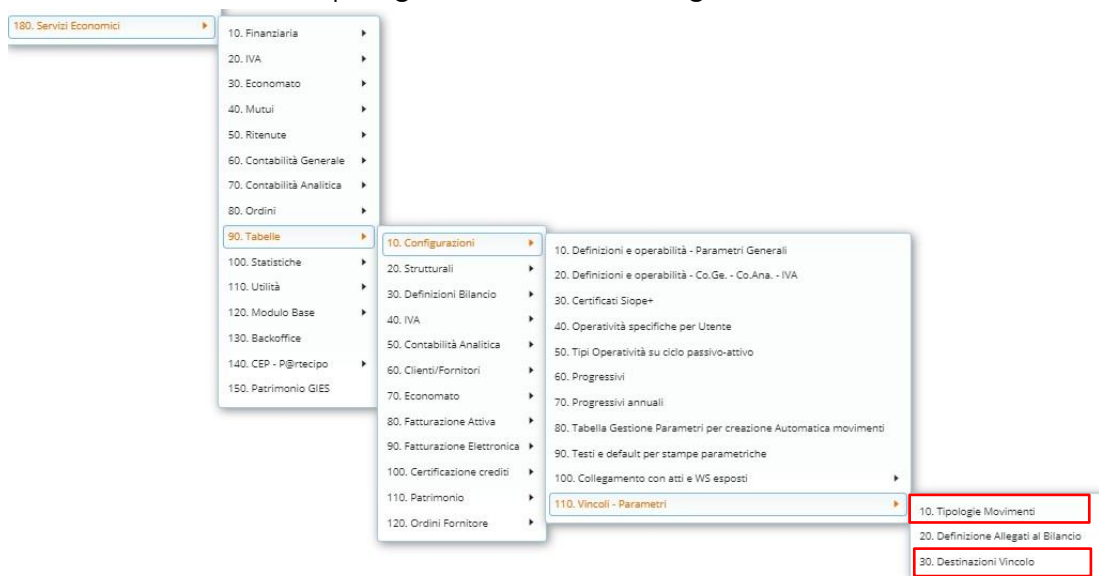 180. Servizi Economici
10. Finanziaria
20. IVA
30. Economato
40. Mutui
50. Ritenute
60. Contabilità Generale
70. Contabilità Analitica
80. Ordini
90. Tabelle
100. Statistiche
110. Utilità
120. Modulo Base
130. Backoffice
140. CEP - P@rtecipo
150. Patrimonio GIES
10. Configurazioni
20. Strutturali
30. Definizioni Bilancio
40. IVA
50. Contabilità Analitica
60. Clienti/Fornitori
70. Economato
80. Fatturazione Attiva
90. Fatturazione Elettronica
100. Certificazione crediti
110. Patrimonio
120. Ordini Fornitore
10. Definizioni e operabilità - Parametri Generali
20. Definizioni e operabilità - Co.Ge. - Co.Ana. - IVA
30. Certificati Siope+
40. Operatività specifiche per Utente
50. Tipi Operatività su ciclo passivo-attivo
60. Progressivi
70. Progressivi annuali
80. Tabella Gestione Parametri per creazione Automatica movimenti
90. Testi e default per stampe parametriche
100. Collegamento con atti e WS esposti
110. Vincoli - Parametri
10. Tipologie Movimenti
20. Definizione Allegati al Bilancio
30. Destinazioni Vincolo